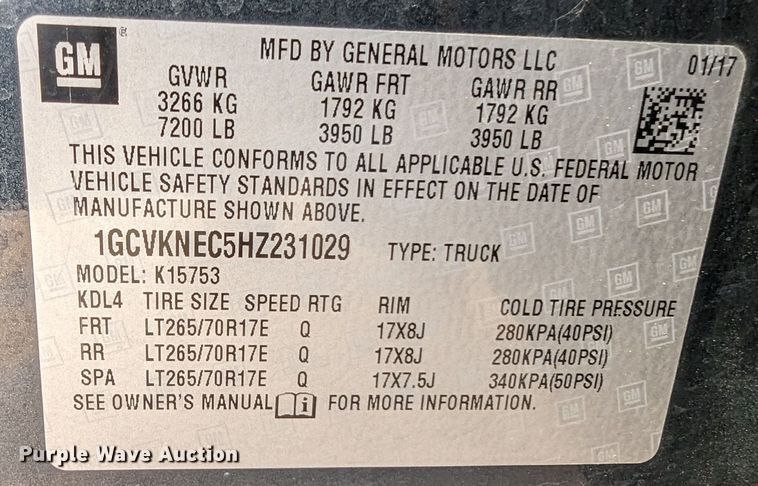 GM
MFD BY GENERAL MOTORS LLC
01/17
GVWR GAWR FRT GAWR RR
3266 KG 1792 KG 1792 KG
7200 LB 3950 LB 3950 LB
THIS VEHICLE CONFORMS TO ALL APPLICABLE U.S. FEDERAL MOTOR
VEHICLE SAFETY STANDARDS IN EFFECT ON THE DATE OF
MANUFACTURE SHOWN ABOVE.
1GCVKNEC5HZ231029 TYPE: TRUCK
MODEL: K15753
KDL4 TIRE SIZE SPEED RTG RIM COLD TIRE PRESSURE
FRT LT265/70R17E Q 17X8J 280KPA(40PSI)
RR LT265/70R17E Q 17X8J 280KPA(40PSI)
SPA LT265/70R17E Q 17X7.5J 340KPA(50PSI)
SEE OWNER'S MANUAL i FOR MORE INFORMATION.
Purple Wave Auction